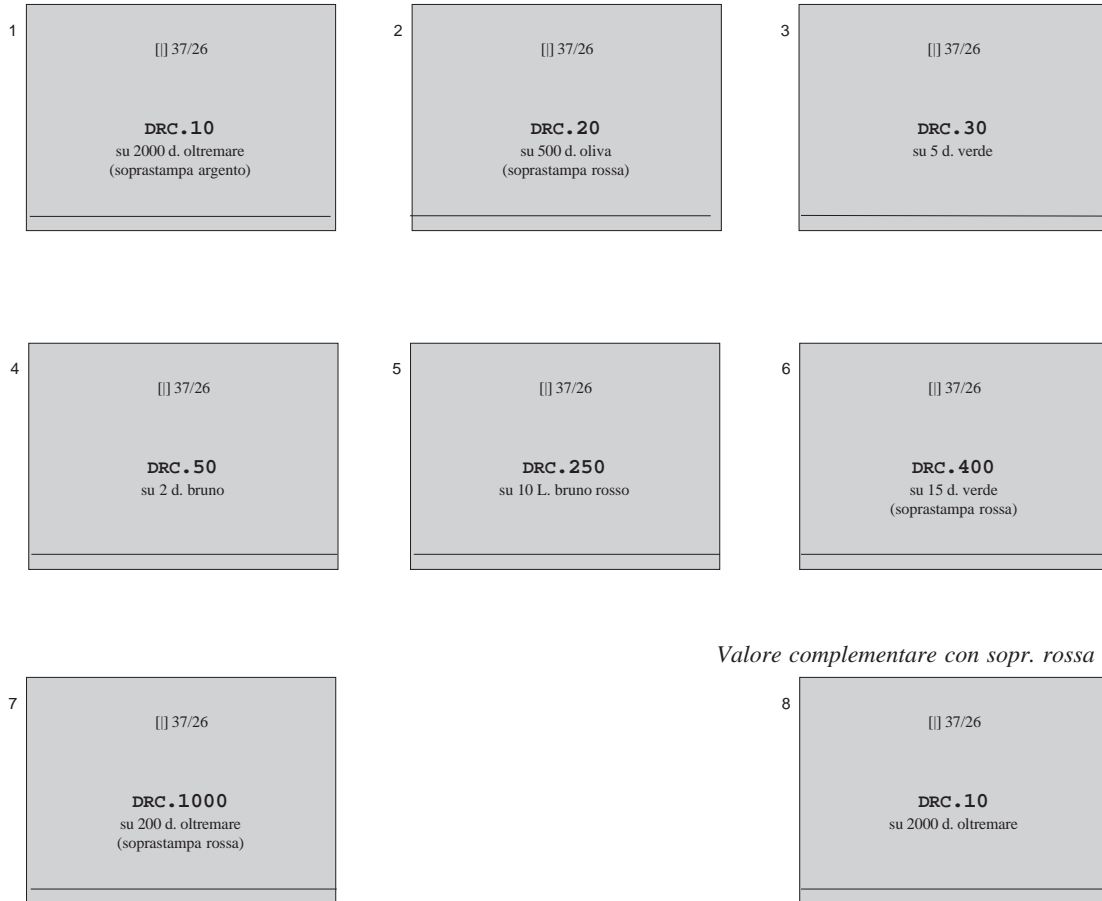 1
[|] 37/26
DRC.10
su 2000 d. oltremare
(soprastampa argento)
2
[|] 37/26
DRC.20
su 500 d. oliva
(soprastampa rossa)
3
[|] 37/26
DRC.30
su 5 d. verde
4
[|] 37/26
DRC.50
su 2 d. bruno
5
[|] 37/26
DRC.250
su 10 L. bruno rosso
6
[|] 37/26
DRC.400
su 15 d. verde
(soprastampa rossa)
7
[|] 37/26
DRC.1000
su 200 d. oltremare
(soprastampa rossa)
Valore complementare con sopr. rossa
8
[|] 37/26
DRC.10
su 2000 d. oltremare